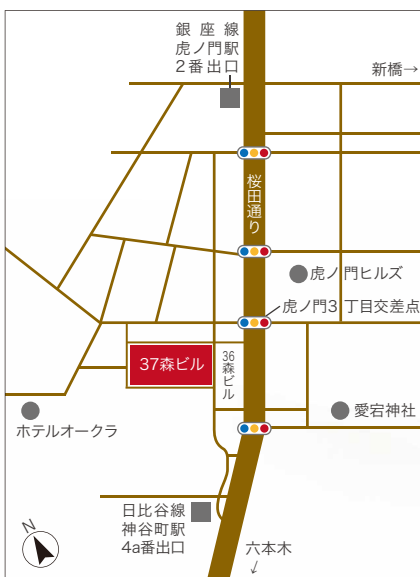 銀座線
虎ノ門駅
2番出口
新橋→
桜田通り
虎ノ門ヒルズ
虎ノ門3丁目交差点
37森ビル
36森ビル
愛宕神社
ホテルオークラ
日比谷線
神谷町駅
4a番出口
N
六本木
↓